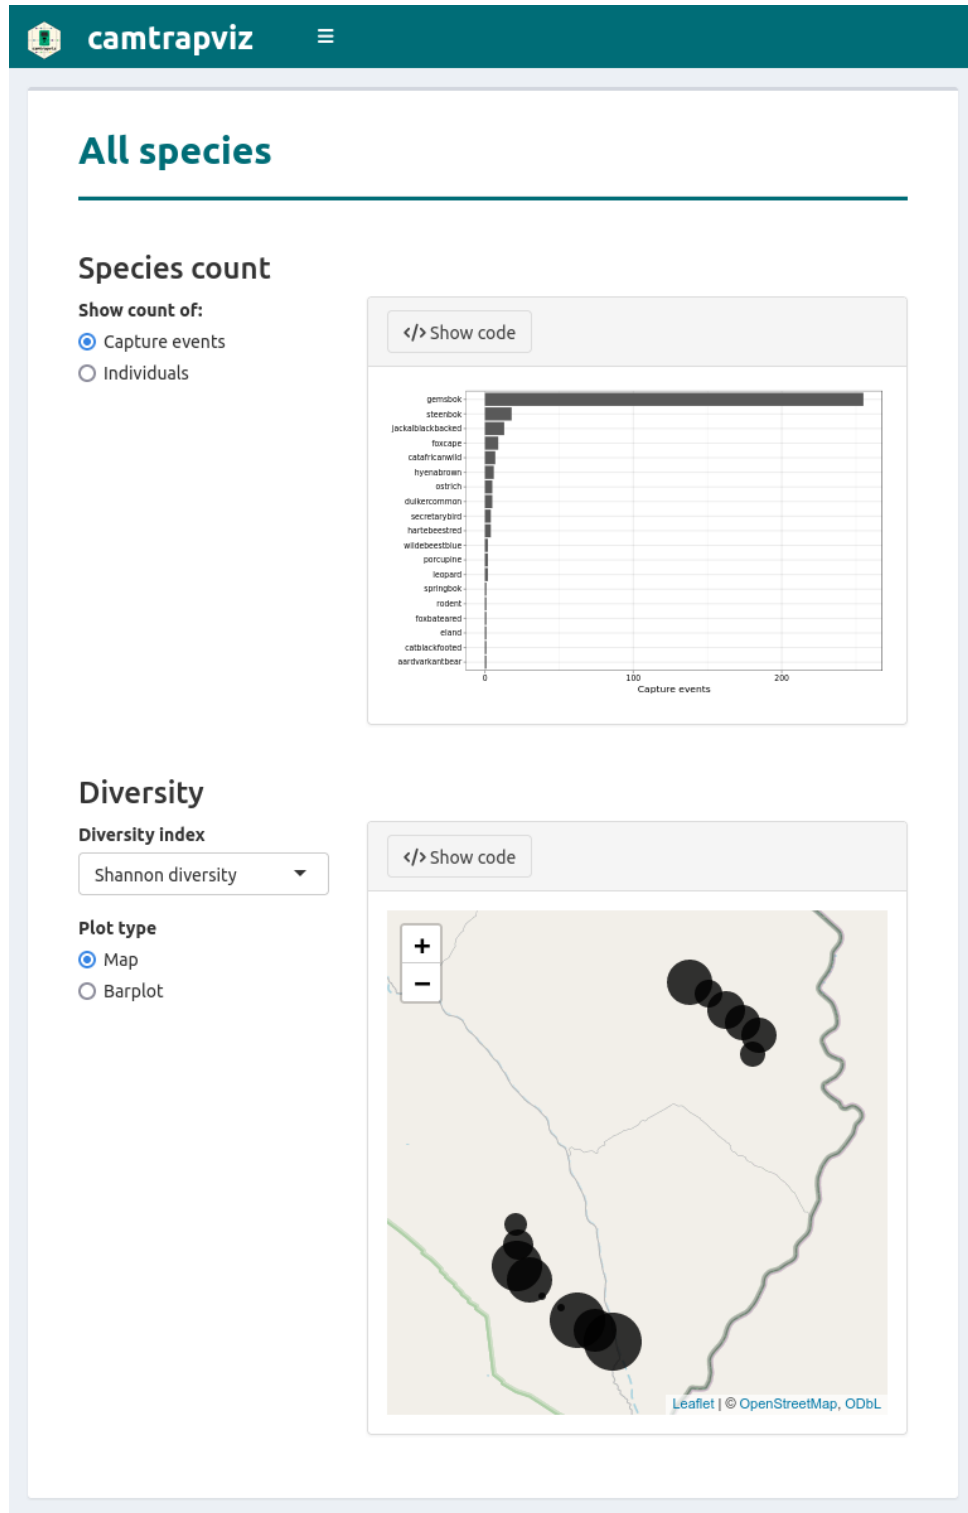 camtrapviz
All species
Species count
Show count of:
Capture events
Individuals
</> Show code
gemsbok
steenbok
jackalblackbacked
foxcape
catafricanwild
hyenabrown
ostrich
duikercommon
secretarybird
hartebeestred
wildebeestblue
porcupine
leopard
springbok
rodent
foxbateared
eland
catblackfooted
aardvarkantbear
0 100 200
Capture events
Diversity
Diversity index
Shannon diversity
Plot type
Map
Barplot
</> Show code
+
−
Leaflet | © OpenStreetMap, ODbL